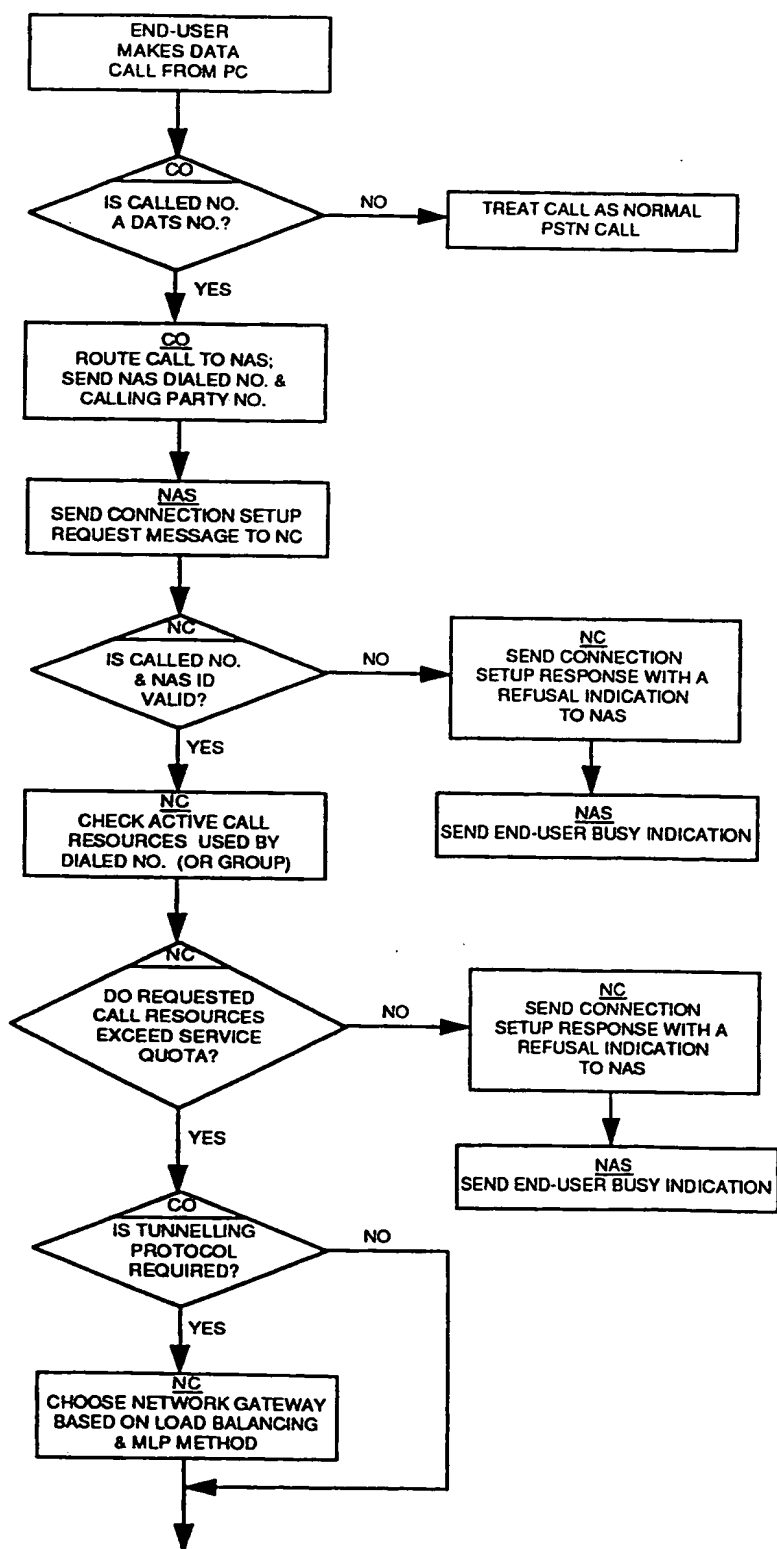 END-USER
MAKES DATA
CALL FROM PC
CO
IS CALLED NO.
A DATS NO.?
NO
TREAT CALL AS NORMAL
PSTN CALL
YES
CO
ROUTE CALL TO NAS;
SEND NAS DIALED NO. &
CALLING PARTY NO.
NAS
SEND CONNECTION SETUP
REQUEST MESSAGE TO NC
NC
IS CALLED NO.
& NAS ID
VALID?
NO
NC
SEND CONNECTION
SETUP RESPONSE WITH A
REFUSAL INDICATION
TO NAS
NAS
SEND END-USER BUSY INDICATION
YES
NC
CHECK ACTIVE CALL
RESOURCES USED BY
DIALED NO. (OR GROUP)
NC
DO REQUESTED
CALL RESOURCES
EXCEED SERVICE
QUOTA?
NO
NC
SEND CONNECTION
SETUP RESPONSE WITH A
REFUSAL INDICATION
TO NAS
NAS
SEND END-USER BUSY INDICATION
YES
CO
IS TUNNELLING
PROTOCOL
REQUIRED?
NO
YES
NC
CHOOSE NETWORK GATEWAY
BASED ON LOAD BALANCING
& MLP METHOD